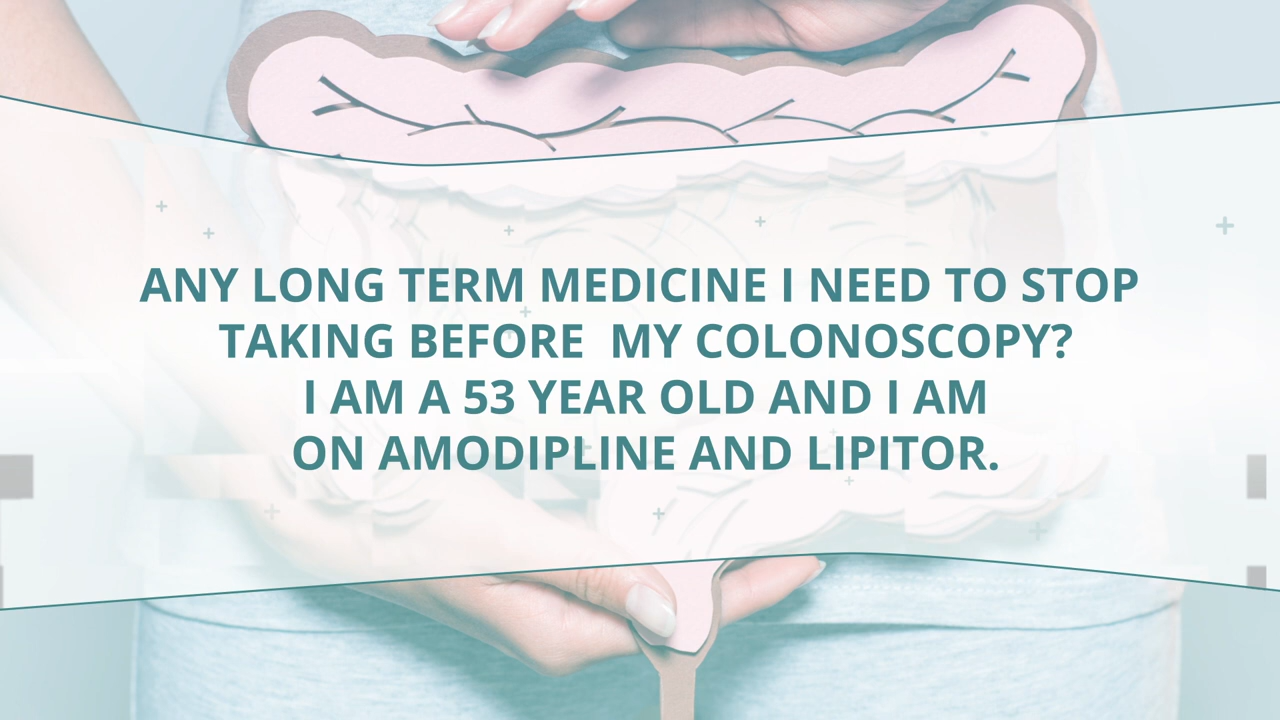 ANY LONG TERM MEDICINE I NEED TO STOP
TAKING BEFORE MY COLONOSCOPY?
I AM A 53 YEAR OLD AND I AM
ON AMODIPLINE AND LIPITOR.